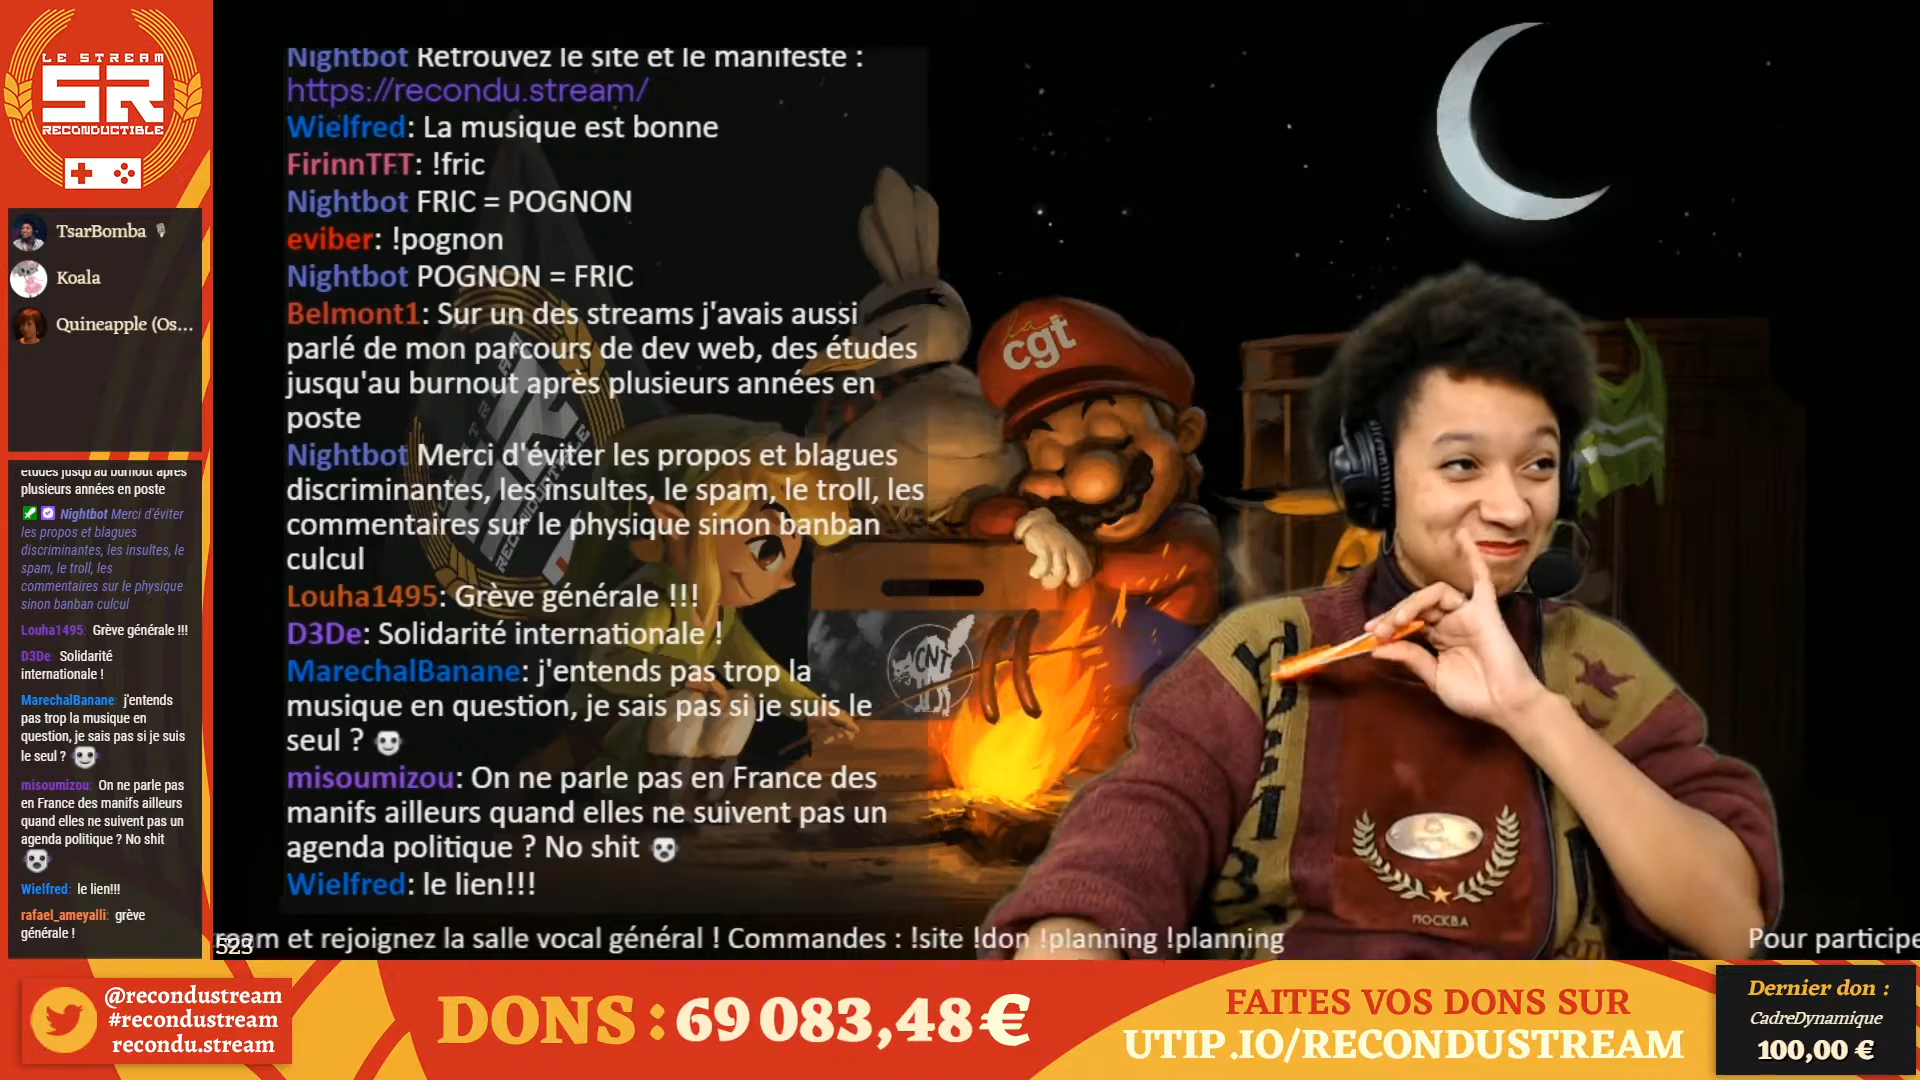 LE STREAM
SR
RECONDUCTIBLE
TsarBomba
Koala
Quineapple (Os...
études jusqu'au burnout après
plusieurs années en poste
Nightbot Merci d'éviter
les propos et blagues
discriminantes, les insultes, le
spam, le troll, les
commentaires sur le physique
sinon banban culcul
Louha1495: Grève générale !!!
D3De: Solidarité
internationale !
MarechalBanane: j'entends
pas trop la musique en
question, je sais pas si je suis
le seul ?
misoumizou: On ne parle pas
en France des manifs ailleurs
quand elles ne suivent pas un
agenda politique ? No shit
Wielfred: le lien!!!
rafael_ameyalli: grève
générale !
Nightbot Retrouvez le site et le manifeste :
https://recondu.stream/
Wielfred: La musique est bonne
FirinnTFT: !fric
Nightbot FRIC = POGNON
eviber: !pognon
Nightbot POGNON = FRIC
Belmont1: Sur un des streams j'avais aussi
parlé de mon parcours de dev web, des études
jusqu'au burnout après plusieurs années en
poste
Nightbot Merci d'éviter les propos et blagues
discriminantes, les insultes, le spam, le troll, les
commentaires sur le physique sinon banban
culcul
Louha1495: Grève générale !!!
D3De: Solidarité internationale !
MarechalBanane: j'entends pas trop la
musique en question, je sais pas si je suis le
seul ?
misoumizou: On ne parle pas en France des
manifs ailleurs quand elles ne suivent pas un
agenda politique ? No shit
Wielfred: le lien!!!
la
cgt
CNT
МОСКВА
523
ream et rejoignez la salle vocal général ! Commandes : !site !don !planning !planning
Pour participe
@recondustream
#recondustream
recondu.stream
DONS : 69 083,48 €
FAITES VOS DONS SUR
UTIP.IO/RECONDUSTREAM
Dernier don :
CadreDynamique
100,00 €